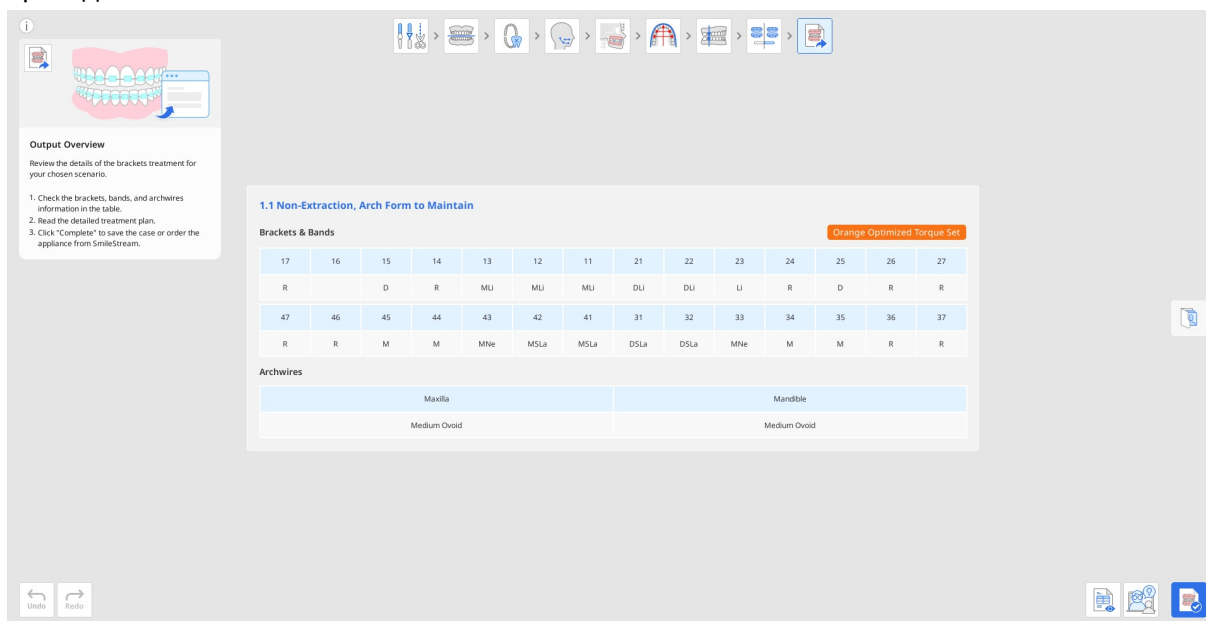 Output Overview
Review the details of the brackets treatment for
your chosen scenario.
1. Check the brackets, bands, and archwires
information in the table.
2. Read the detailed treatment plan.
3. Click "Complete" to save the case or order the
appliance from SmileStream.
1.1 Non-Extraction, Arch Form to Maintain
Brackets & Bands Orange Optimized Torque Set
17 16 15 14 13 12 11 21 22 23 24 25 26 27
R D R MLi MLi MLi DLi DLi Li R D R R
47 46 45 44 43 42 41 31 32 33 34 35 36 37
R R M M MNe MSLa MSLa DSLa DSLa MNe M M R R
Archwires
Maxilla Mandible
Medium Ovoid Medium Ovoid
Undo Redo